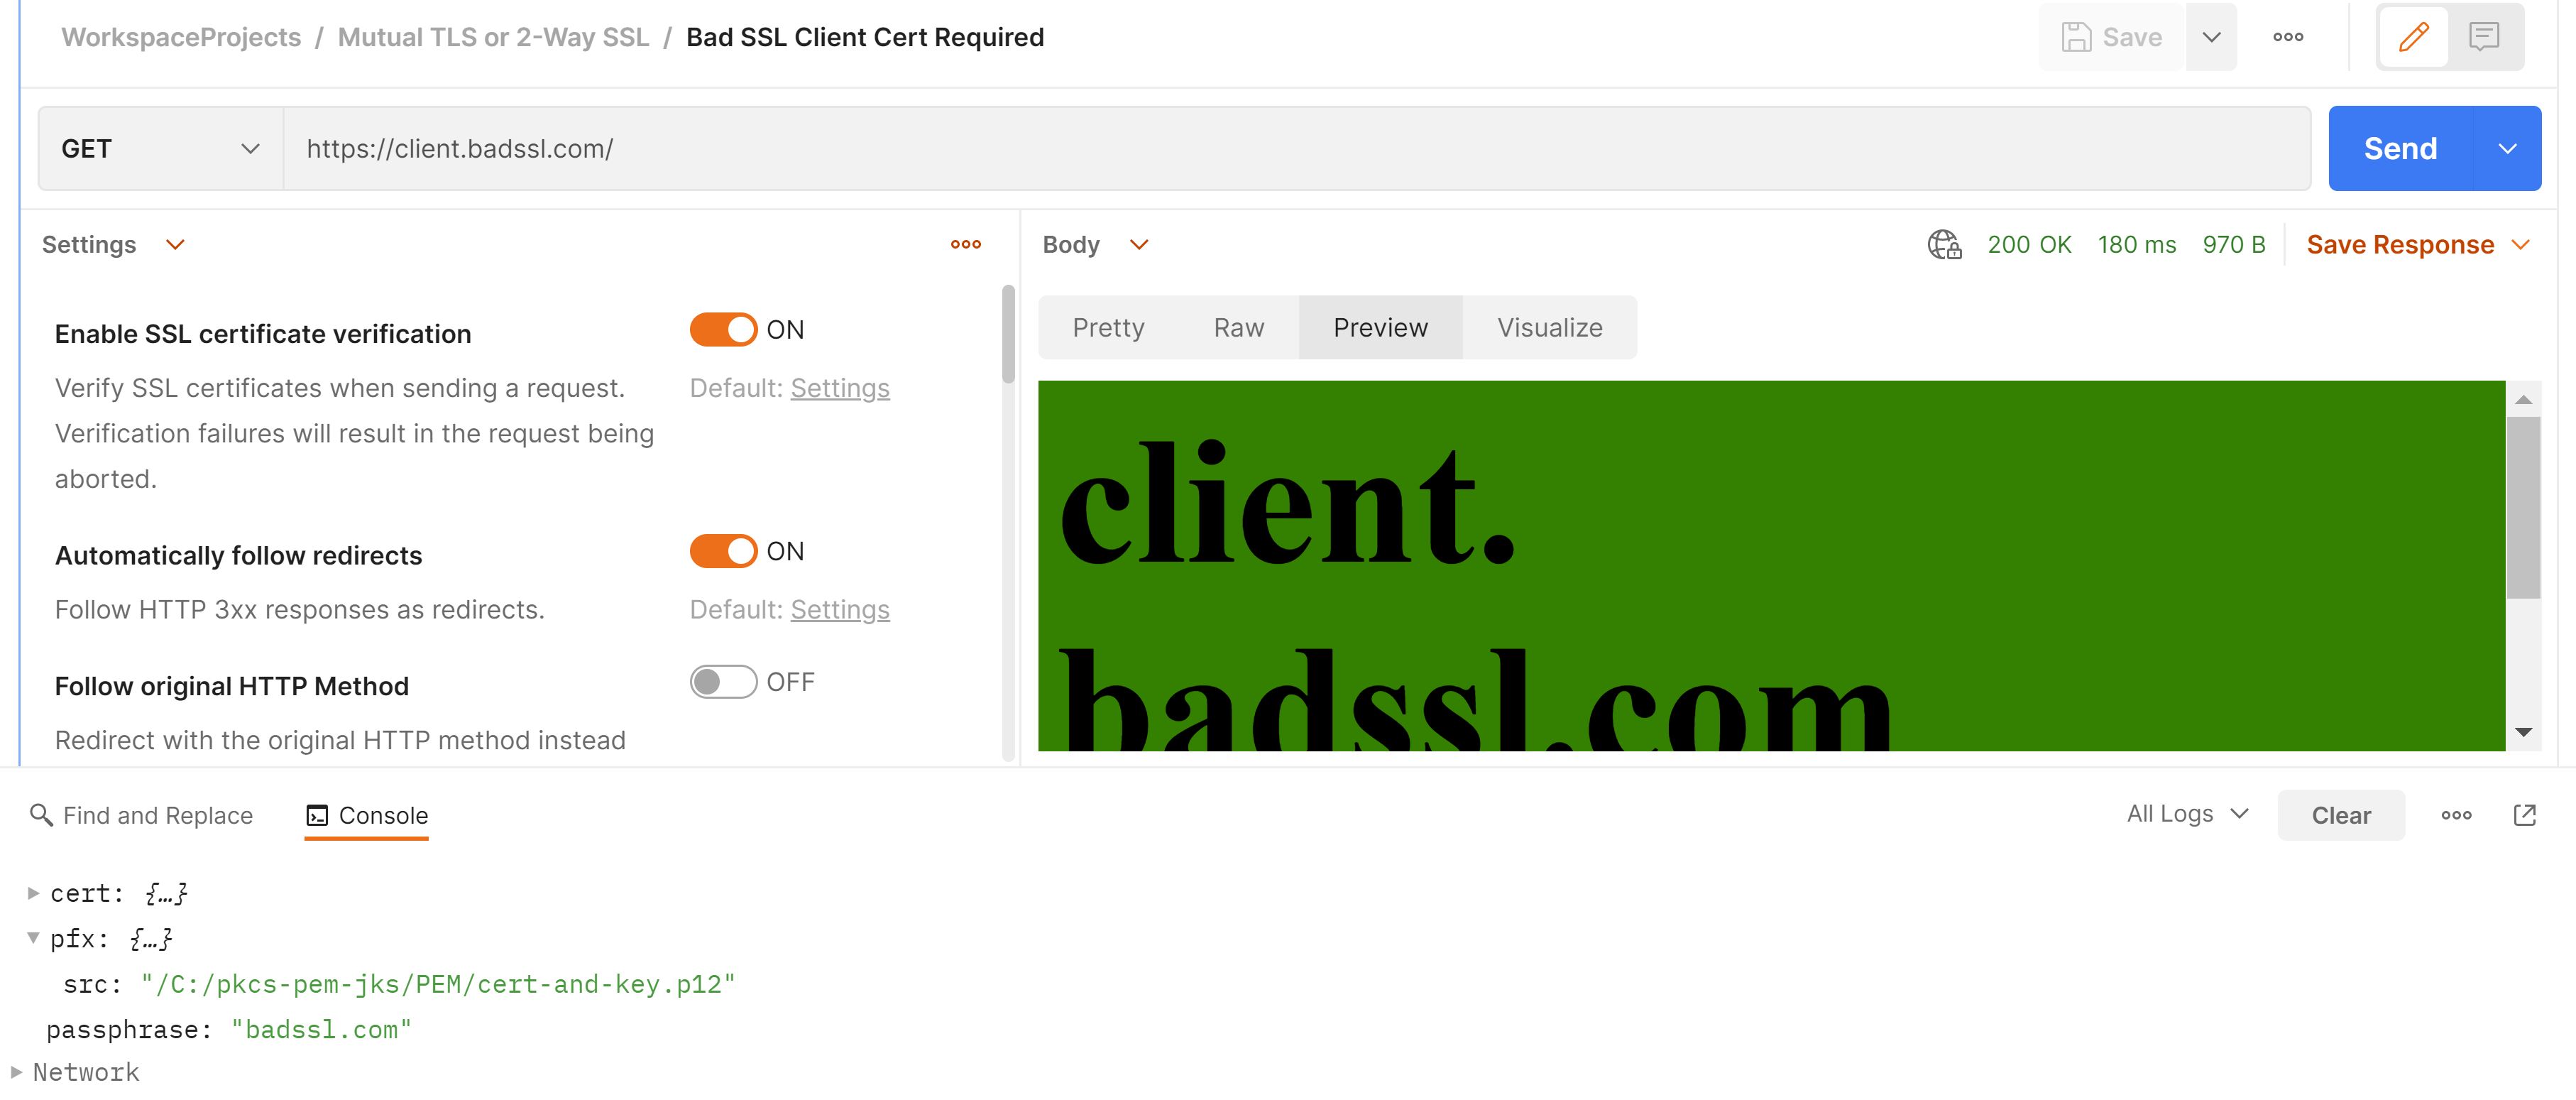 WorkspaceProjects / Mutual TLS or 2-Way SSL / Bad SSL Client Cert Required
Save
GET
https://client.badssl.com/
Send
Settings
Body
200 OK 180 ms 970 B
Save Response
Enable SSL certificate verification
ON
Verify SSL certificates when sending a request.
Verification failures will result in the request being
aborted.
Default: Settings
Automatically follow redirects
ON
Follow HTTP 3xx responses as redirects.
Default: Settings
Follow original HTTP Method
OFF
Redirect with the original HTTP method instead
Pretty Raw Preview Visualize
client.
badssl.com
Find and Replace
Console
All Logs
Clear
cert: {…}
pfx: {…}
src: "/C:/pkcs-pem-jks/PEM/cert-and-key.p12"
passphrase: "badssl.com"
Network